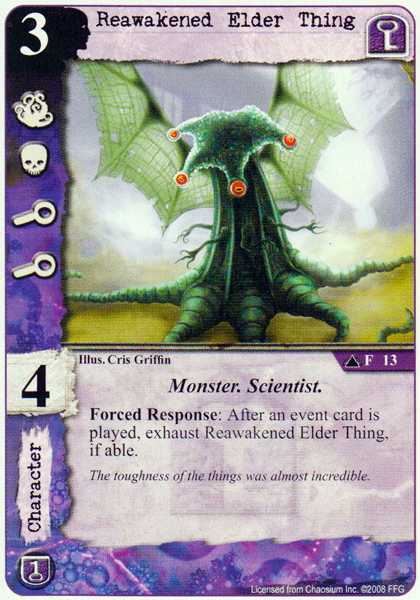 3
Reawakened Elder Thing
Illus. Cris Griffin
F 13
4
Monster. Scientist.
Forced Response: After an event card is
played, exhaust Reawakened Elder Thing,
if able.
The toughness of the things was almost incredible.
Character
1
Licensed from Chaosium Inc. ©2008 FFG